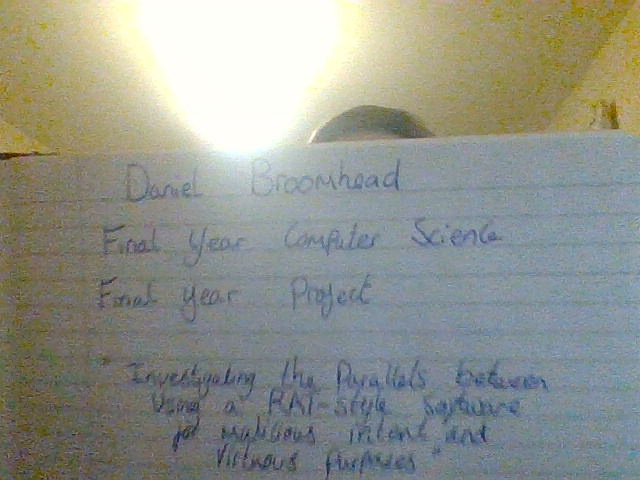 Daniel Broomhead
Final Year Computer Science
Final year Project
"Investigating the Parallels between
Using a RAT-style Software
for malicious intent and
Virtuous purposes"